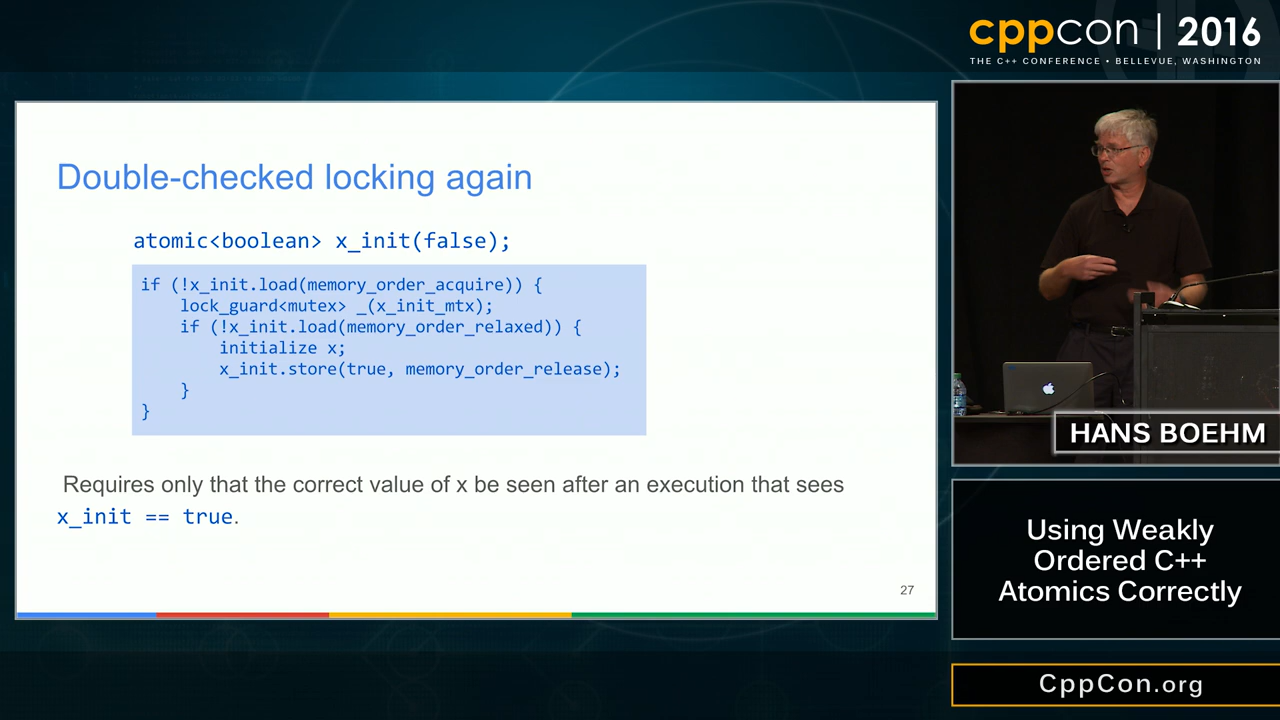 cppcon | 2016
THE C++ CONFERENCE • BELLEVUE, WASHINGTON
Double-checked locking again
atomic<boolean> x_init(false);
if (!x_init.load(memory_order_acquire)) {
    lock_guard<mutex> _(x_init_mtx);
    if (!x_init.load(memory_order_relaxed)) {
        initialize x;
        x_init.store(true, memory_order_release);
    }
}
Requires only that the correct value of x be seen after an execution that sees
x_init == true.
27
HANS BOEHM
Using Weakly
Ordered C++
Atomics Correctly
CppCon.org